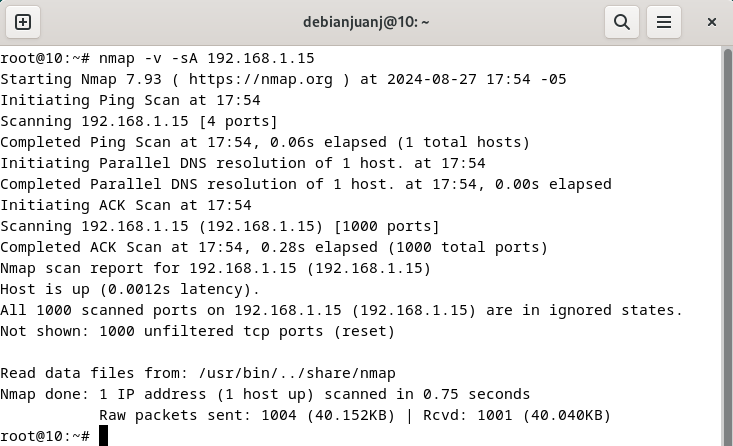 debianjuanj@10: ~
root@10:~# nmap -v -sA 192.168.1.15
Starting Nmap 7.93 ( https://nmap.org ) at 2024-08-27 17:54 -05
Initiating Ping Scan at 17:54
Scanning 192.168.1.15 [4 ports]
Completed Ping Scan at 17:54, 0.06s elapsed (1 total hosts)
Initiating Parallel DNS resolution of 1 host. at 17:54
Completed Parallel DNS resolution of 1 host. at 17:54, 0.00s elapsed
Initiating ACK Scan at 17:54
Scanning 192.168.1.15 (192.168.1.15) [1000 ports]
Completed ACK Scan at 17:54, 0.28s elapsed (1000 total ports)
Nmap scan report for 192.168.1.15 (192.168.1.15)
Host is up (0.0012s latency).
All 1000 scanned ports on 192.168.1.15 (192.168.1.15) are in ignored states.
Not shown: 1000 unfiltered tcp ports (reset)

Read data files from: /usr/bin/../share/nmap
Nmap done: 1 IP address (1 host up) scanned in 0.75 seconds
           Raw packets sent: 1004 (40.152KB) | Rcvd: 1001 (40.040KB)
root@10:~#